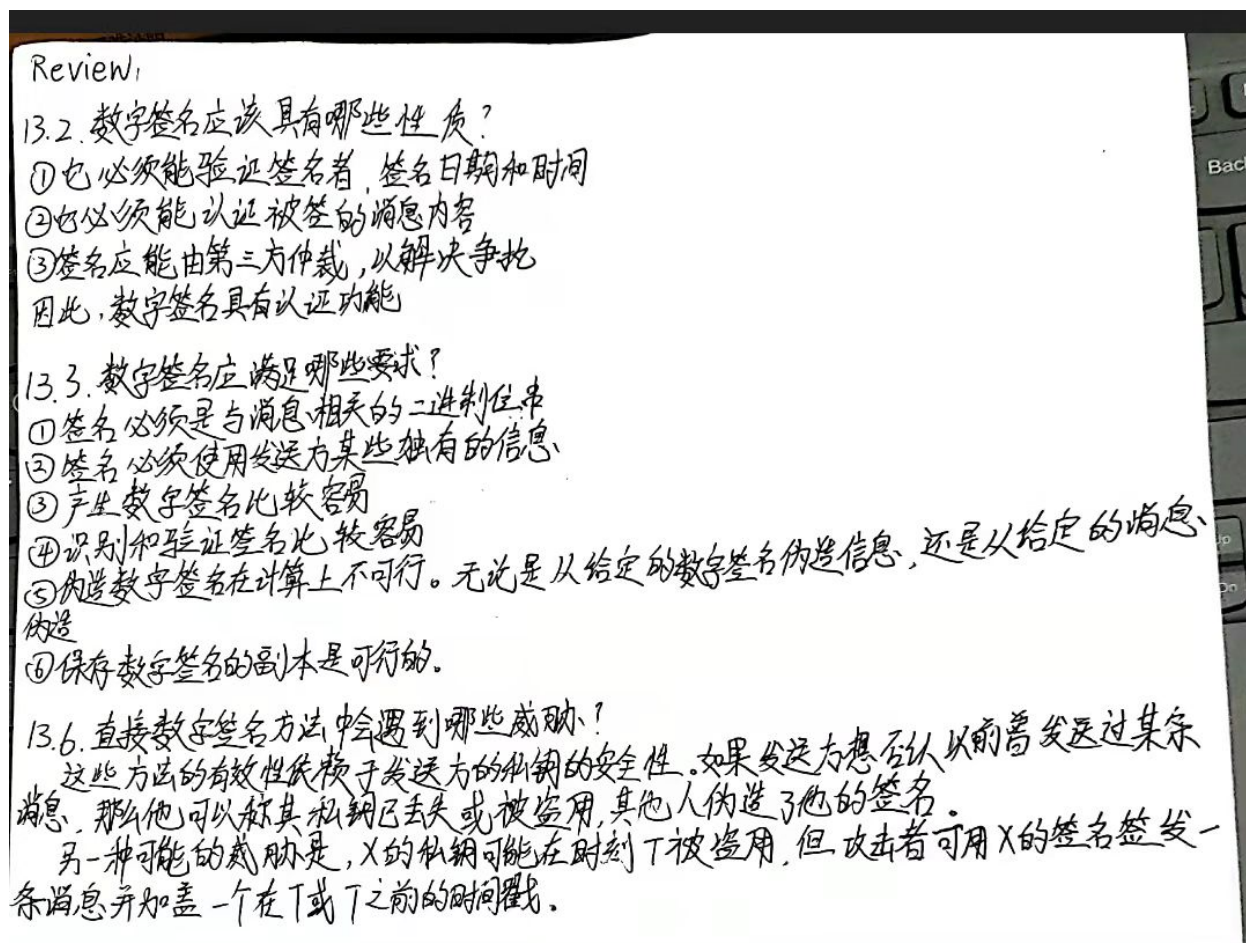 Review:
13.2.数字签名应该具有哪些性质?
①它必须能验证签名者,签名日期和时间
②它必须能认证被签的消息内容
③签名应能由第三方仲裁,以解决争执
因此,数字签名具有认证功能
13.3.数字签名应满足哪些要求?
①签名必须是与消息相关的二进制位串
②签名必须使用发送方某些独有的信息
③产生数字签名比较容易
④识别和验证签名比较容易
⑤伪造数字签名在计算上不可行。无论是从给定的数字签名伪造信息,还是从给定的消息
伪造
⑥保存数字签名的副本是可行的。
13.6.直接数字签名方法中会遇到哪些威胁?
这些方法的有效性依赖于发送方的私钥的安全性。如果发送方想否认以前曾发送过某条
消息,那么他可以称其私钥已丢失或被盗用,其他人伪造了他的签名。
另一种可能的威胁是,X的私钥可能在时刻T被盗用,但攻击者可用X的签名签发一
条消息并加盖一个在T或T之前的时间戳。
Bac